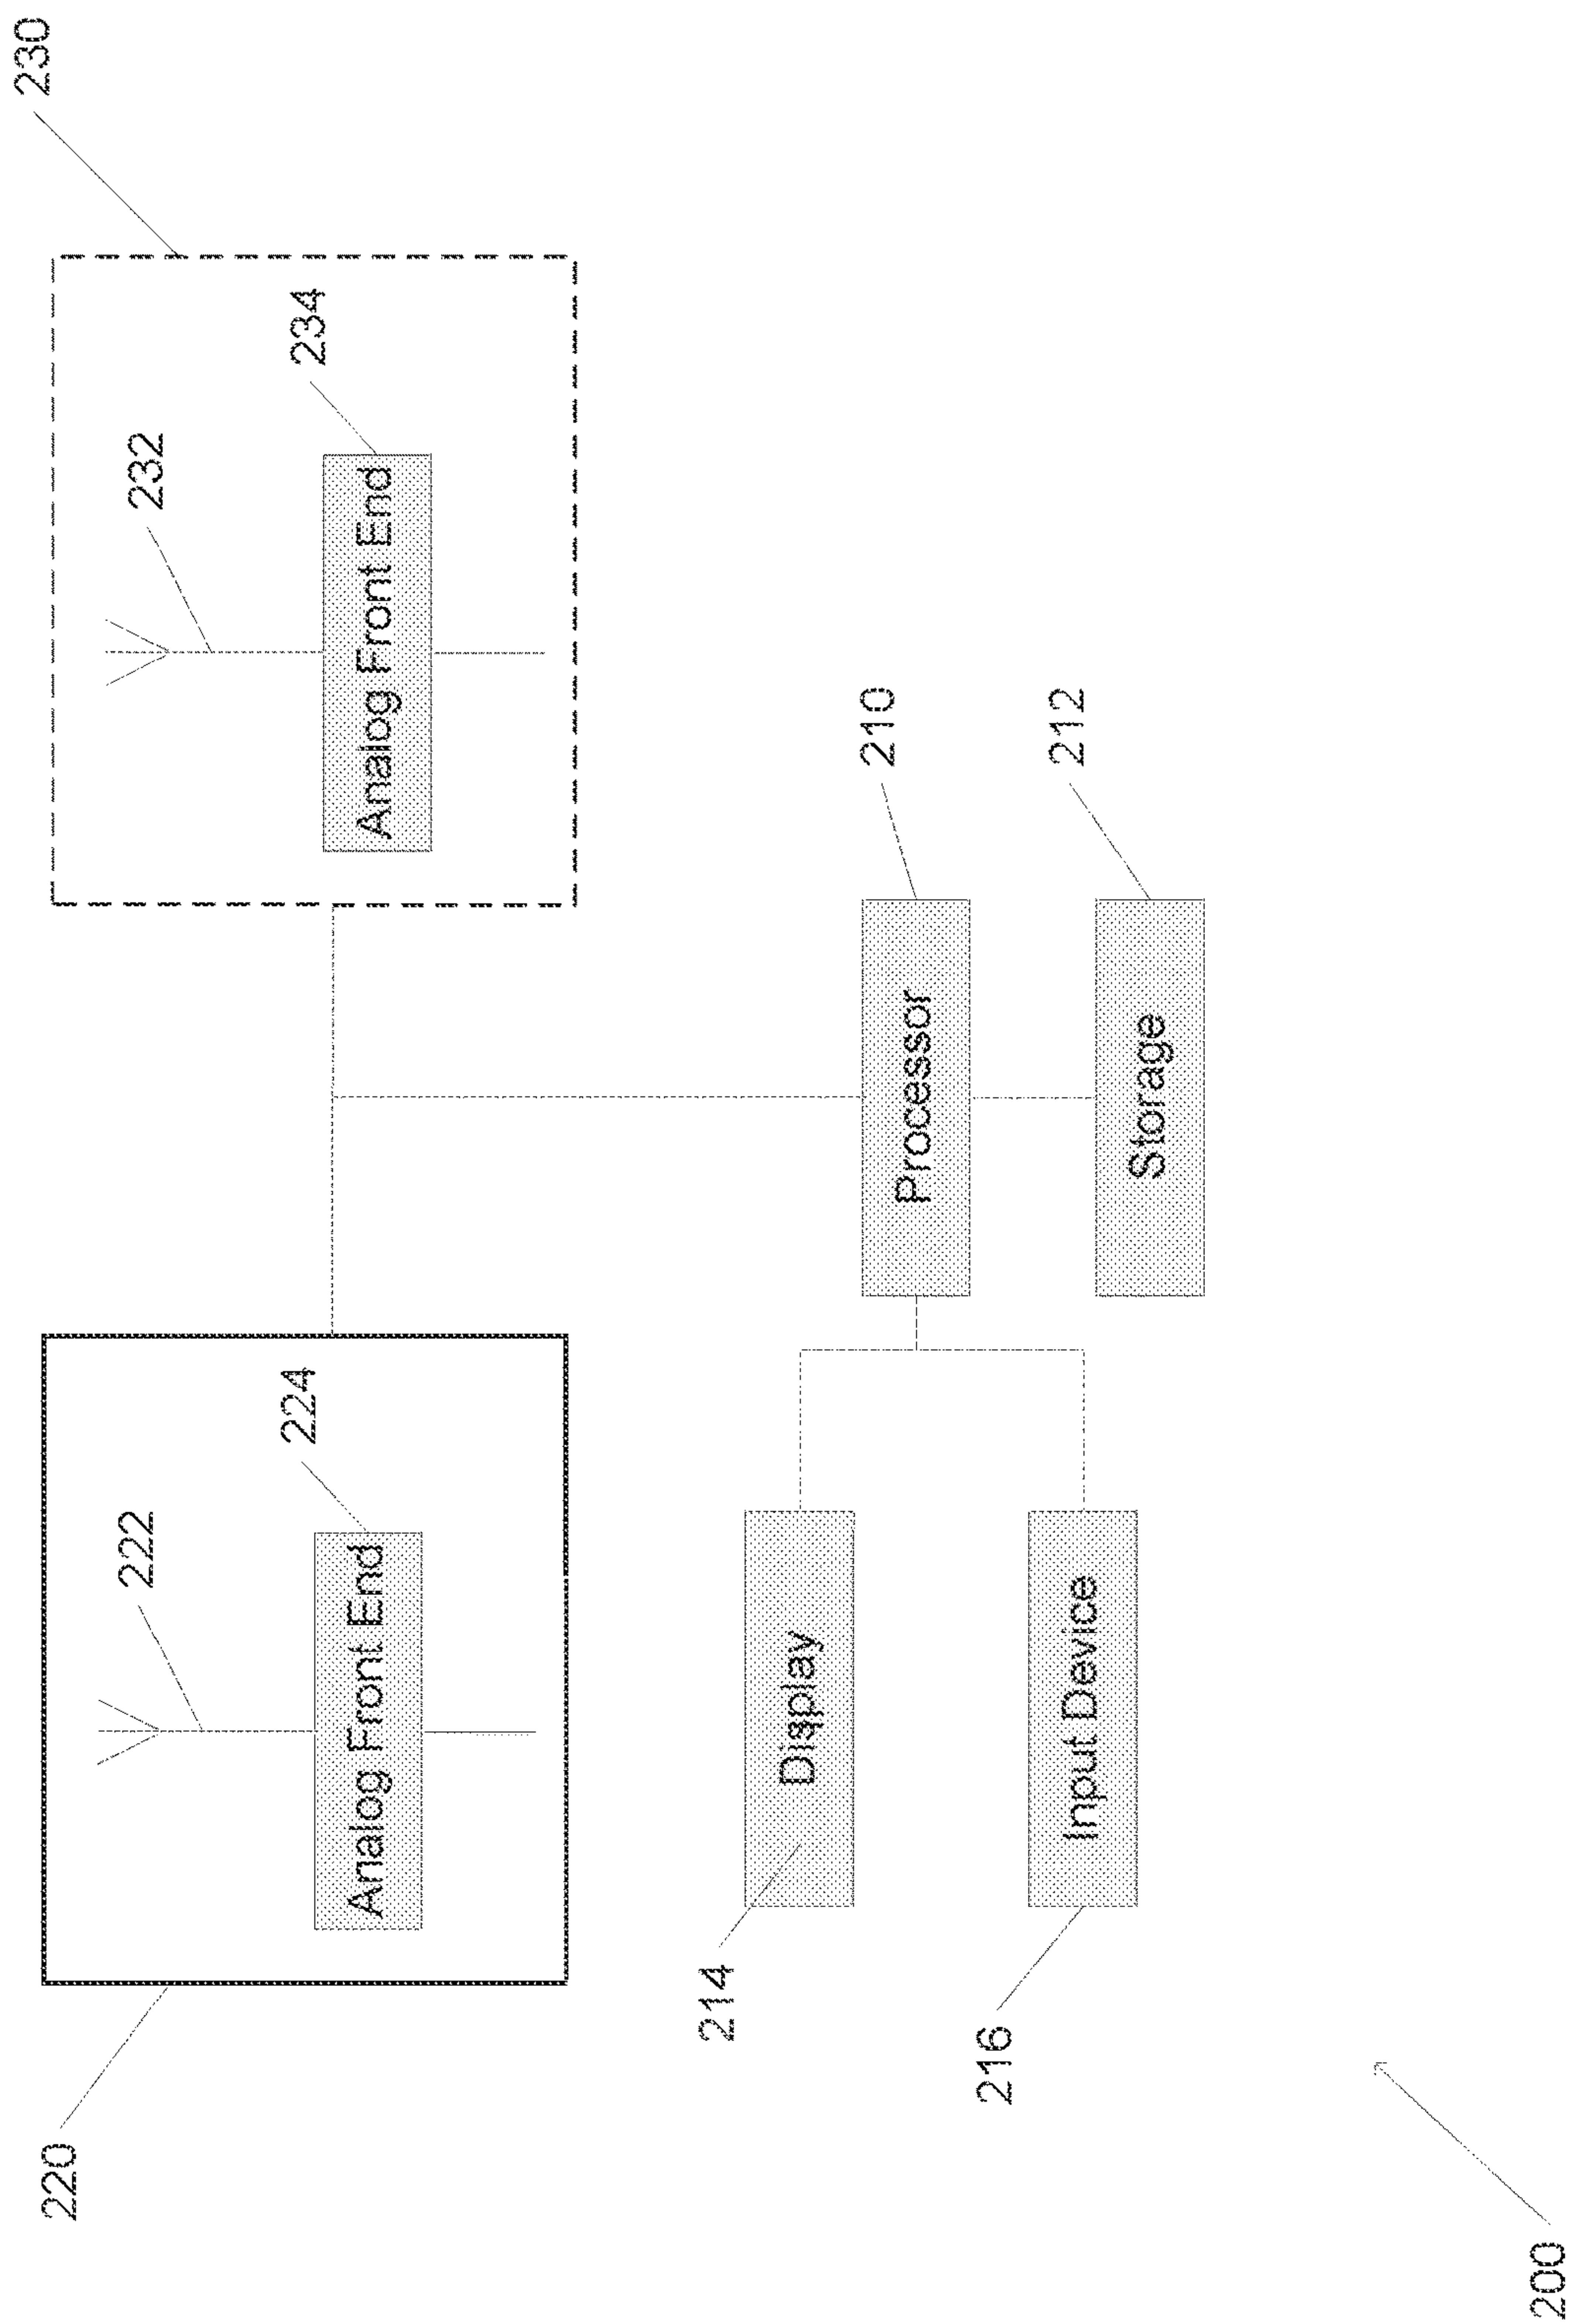 220
222
224
Analog Front End
230
232
234
Analog Front End
214
Display
216
Input Device
210
Processor
212
Storage
200